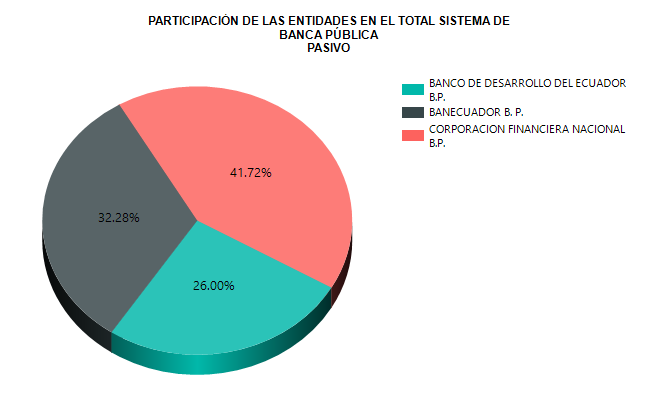 PARTICIPACIÓN DE LAS ENTIDADES EN EL TOTAL SISTEMA DE
BANCA PÚBLICA
PASIVO
BANCO DE DESARROLLO DEL ECUADOR
B.P.
BANECUADOR B. P.
CORPORACION FINANCIERA NACIONAL
B.P.
41.72%
32.28%
26.00%